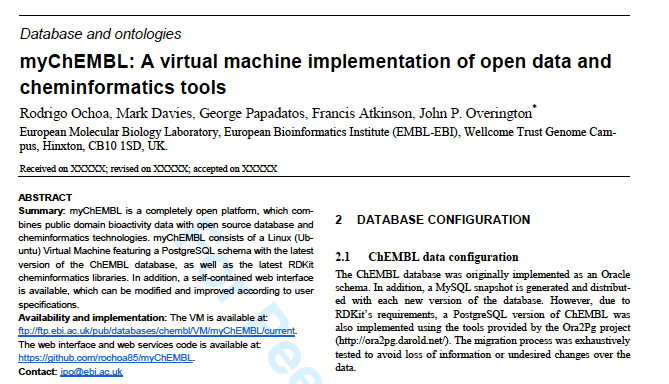 Database and ontologies
myChEMBL: A virtual machine implementation of open data and
cheminformatics tools
Rodrigo Ochoa, Mark Davies, George Papadatos, Francis Atkinson, John P. Overington*
European Molecular Biology Laboratory, European Bioinformatics Institute (EMBL-EBI), Wellcome Trust Genome Cam-
pus, Hinxton, CB10 1SD, UK.
Received on XXXXX; revised on XXXXX; accepted on XXXXX
ABSTRACT
Summary: myChEMBL is a completely open platform, which com-
bines public domain bioactivity data with open source database and
cheminformatics technologies. myChEMBL consists of a Linux (Ub-
untu) Virtual Machine featuring a PostgreSQL schema with the latest
version of the ChEMBL database, as well as the latest RDKit
cheminformatics libraries. In addition, a self-contained web interface
is available, which can be modified and improved according to user
specifications.
Availability and implementation: The VM is available at:
ftp://ftp.ebi.ac.uk/pub/databases/chembl/VM/myChEMBL/current.
The web interface and web services code is available at:
https://github.com/rochoa85/myChEMBL.
Contact: jpo@ebi.ac.uk
2 DATABASE CONFIGURATION
2.1 ChEMBL data configuration
The ChEMBL database was originally implemented as an Oracle
schema. In addition, a MySQL snapshot is generated and distribut-
ed with each new version of the database. However, due to
RDKit's requirements, a PostgreSQL version of ChEMBL was
also implemented using the tools provided by the Ora2Pg project
(http://ora2pg.darold.net/). The migration process was exhaustively
tested to avoid loss of information or undesired changes over the
data.